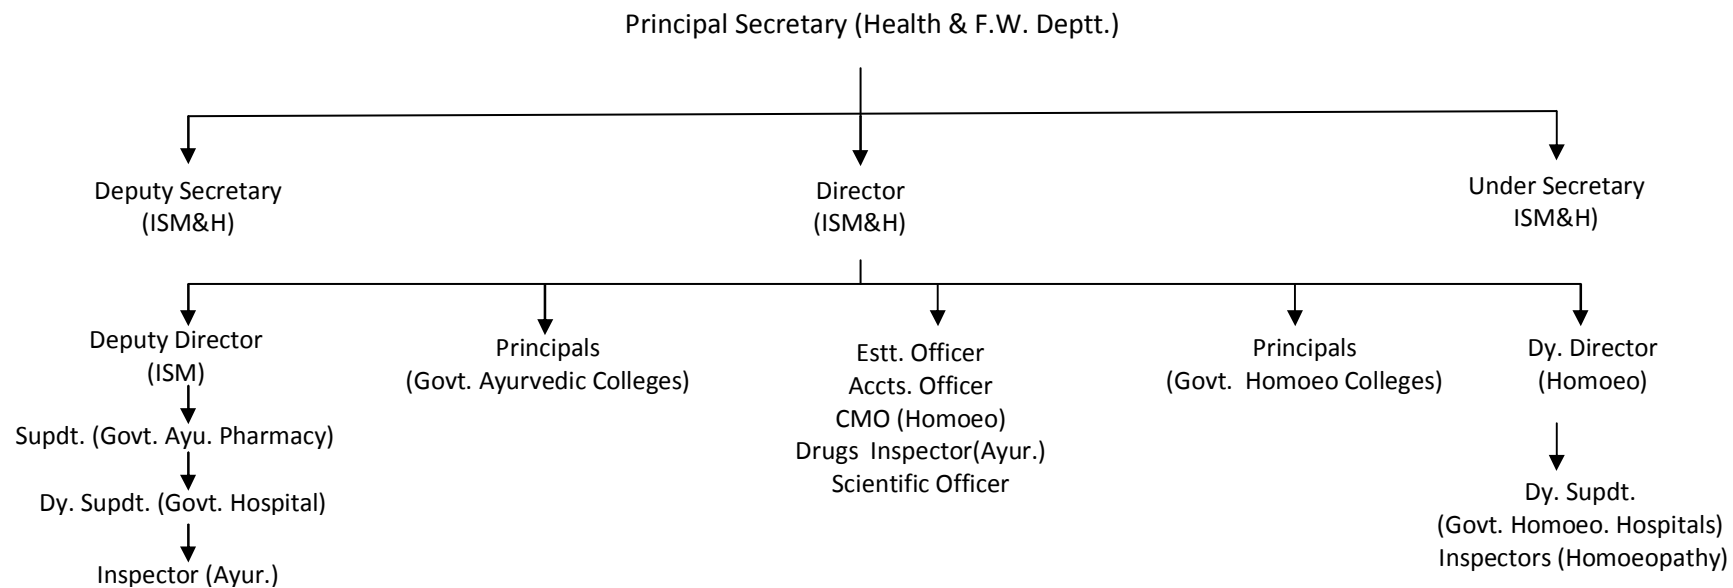 Principal Secretary (Health & F.W. Deptt.)
Deputy Secretary
(ISM&H)
Director
(ISM&H)
Under Secretary
ISM&H)
Deputy Director
(ISM)
Supdt. (Govt. Ayu. Pharmacy)
Dy. Supdt. (Govt. Hospital)
Inspector (Ayur.)
Principals
(Govt. Ayurvedic Colleges)
Estt. Officer
Accts. Officer
CMO (Homoeo)
Drugs Inspector(Ayur.)
Scientific Officer
Principals
(Govt. Homoeo Colleges)
Dy. Director
(Homoeo)
Dy. Supdt.
(Govt. Homoeo. Hospitals)
Inspectors (Homoeopathy)